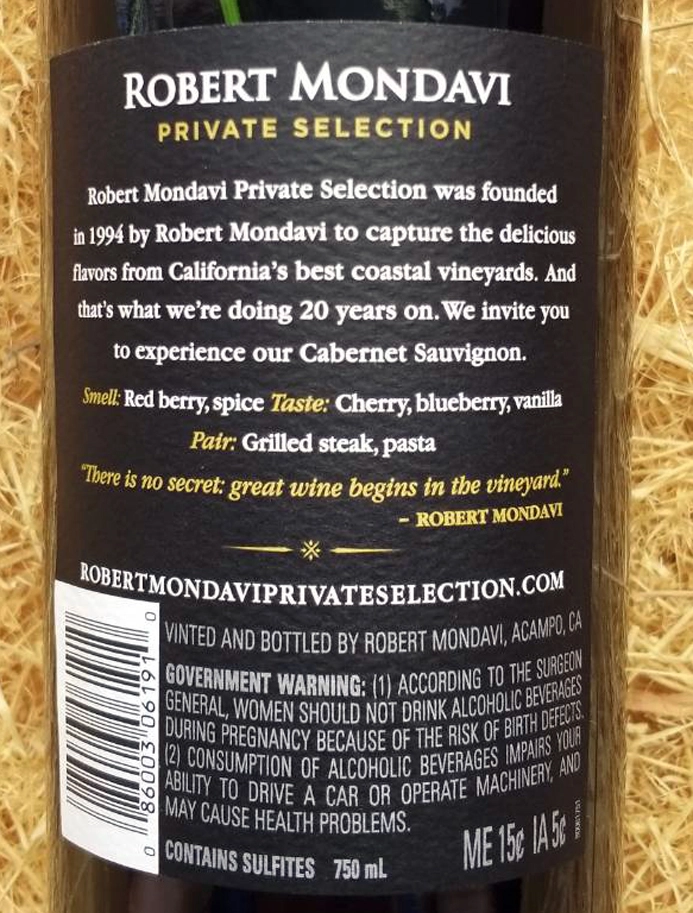 ROBERT MONDAVI
PRIVATE SELECTION
Robert Mondavi Private Selection was founded
in 1994 by Robert Mondavi to capture the delicious
flavors from California's best coastal vineyards. And
that's what we're doing 20 years on. We invite you
to experience our Cabernet Sauvignon.
Smell: Red berry, spice Taste: Cherry, blueberry, vanilla
Pair: Grilled steak, pasta
"There is no secret: great wine begins in the vineyard."
– ROBERT MONDAVI
ROBERTMONDAVIPRIVATESELECTION.COM
VINTED AND BOTTLED BY ROBERT MONDAVI, ACAMPO, CA
GOVERNMENT WARNING: (1) ACCORDING TO THE SURGEON
GENERAL, WOMEN SHOULD NOT DRINK ALCOHOLIC BEVERAGES
DURING PREGNANCY BECAUSE OF THE RISK OF BIRTH DEFECTS.
(2) CONSUMPTION OF ALCOHOLIC BEVERAGES IMPAIRS YOUR
ABILITY TO DRIVE A CAR OR OPERATE MACHINERY, AND
MAY CAUSE HEALTH PROBLEMS.
CONTAINS SULFITES 750 mL
ME 15¢ IA 5¢
0 86003 06191 0